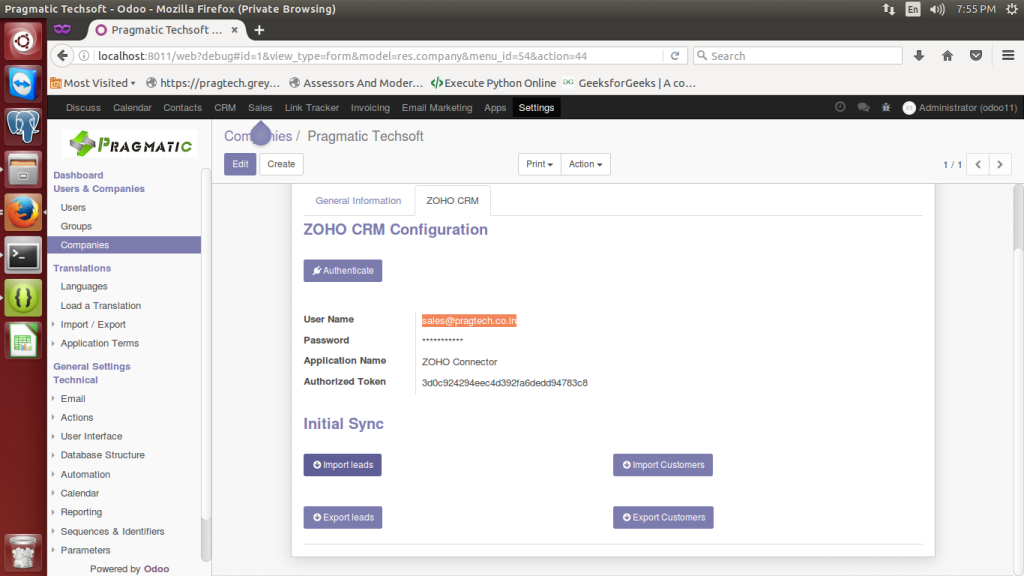 Pragmatic Techsoft - Odoo - Mozilla Firefox (Private Browsing)
En
7:55 PM
Pragmatic Techsoft ... ×
localhost:8011/web?debug#id=1&view_type=form&model=res.company&menu_id=54&action=44
Search
Most Visited
https://pragtech.grey...
Assessors And Moder...
Execute Python Online
GeeksforGeeks | A co...
Discuss Calendar Contacts CRM Sales Link Tracker Invoicing Email Marketing Apps Settings
Administrator (odoo11)
PRAGMATIC
Companies / Pragmatic Techsoft
Edit Create Print Action 1 / 1
Dashboard
Users & Companies
Users
Groups
Companies
Translations
Languages
Load a Translation
Import / Export
Application Terms
General Settings
Technical
Email
Actions
User Interface
Database Structure
Automation
Calendar
Reporting
Sequences & Identifiers
Parameters
Powered by Odoo
General Information ZOHO CRM
ZOHO CRM Configuration
Authenticate
User Name sales@pragtech.co.in
Password ***********
Application Name ZOHO Connector
Authorized Token 3d0c924294eec4d392fa6dedd94783c8
Initial Sync
Import leads Import Customers
Export leads Export Customers